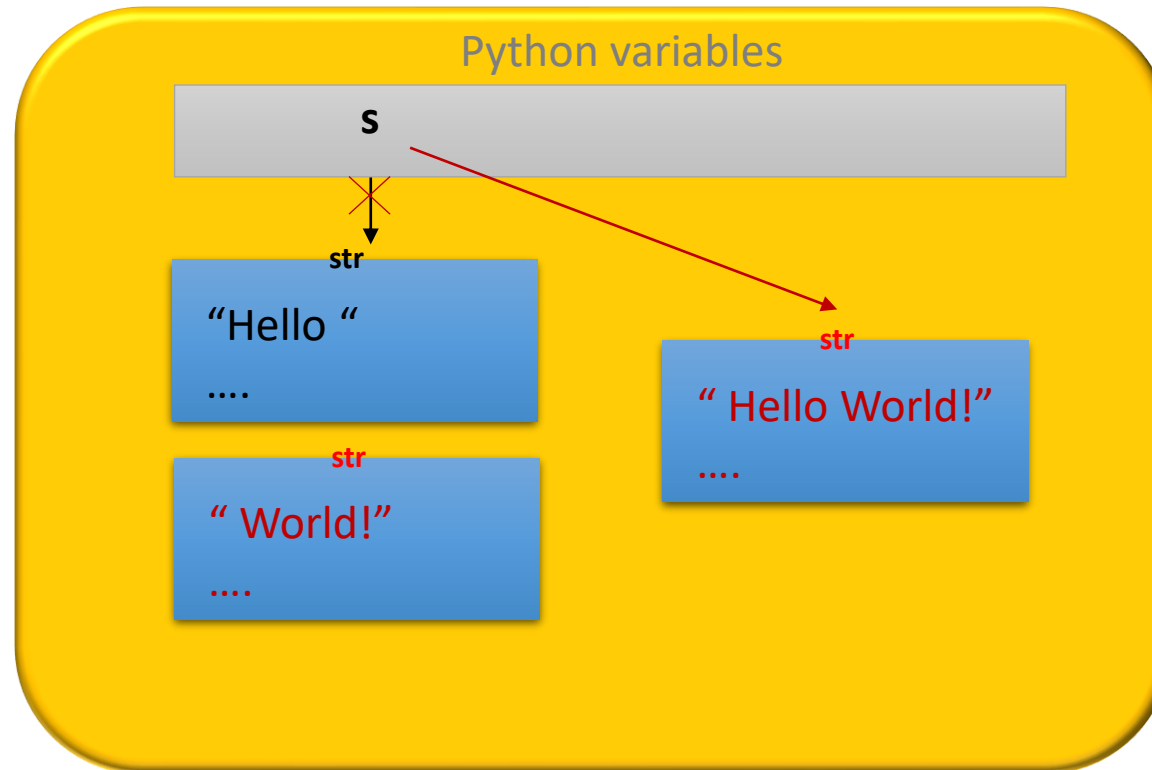 Python variables
s
str
“Hello “
….
str
“ World!”
….
str
“ Hello World!”
….